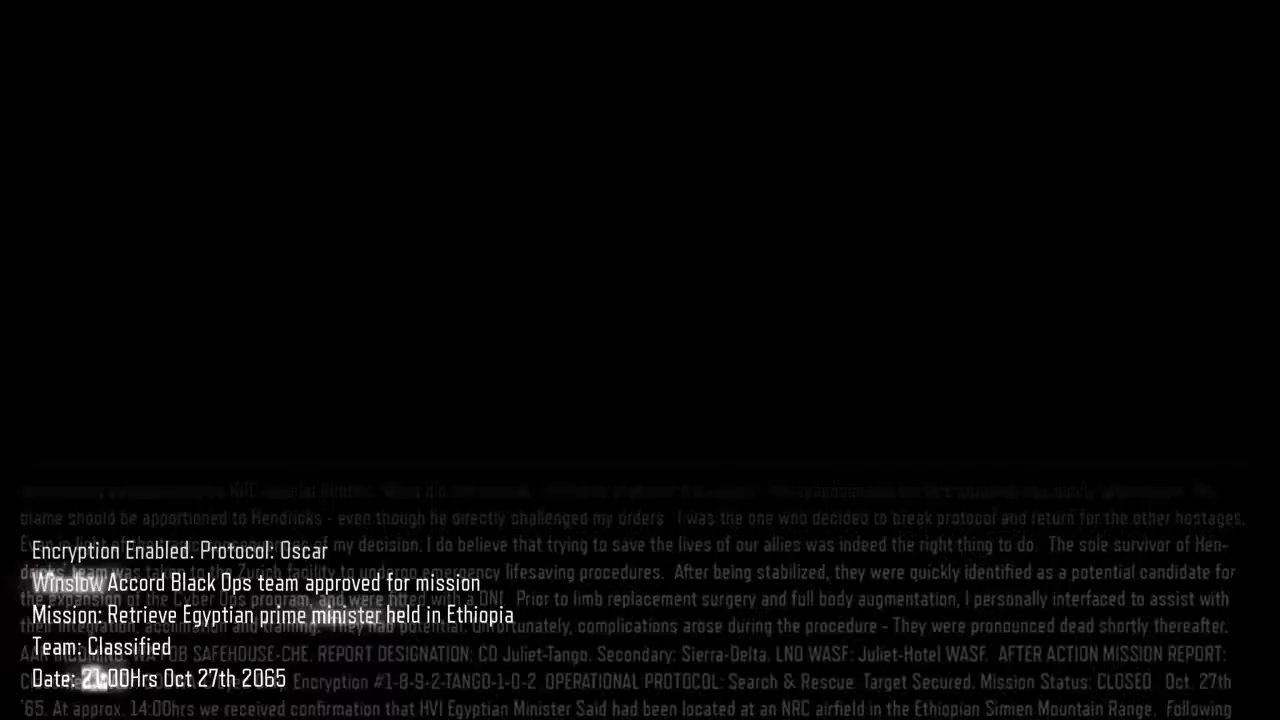 blame should be apportioned to Hendricks - even though he directly challenged my orders I was the one who decided to break protocol and return for the other hostages.
of my decision. I do believe that trying to save the lives of our allies was indeed the right thing to do. The sole survivor of Hen-
Encryption Enabled. Protocol: Oscar
team was taken to the Zurich facility to undergo emergency lifesaving procedures. After being stabilized, they were quickly identified as a potential candidate for
Winslow Accord Black Ops team approved for mission
the expansion of the Cyber Ops program, and were fitted with a DNI. Prior to limb replacement surgery and full body augmentation, I personally interfaced to assist with
Mission: Retrieve Egyptian prime minister held in Ethiopia
their integration, acclimation and training. They had potential. Unfortunately, complications arose during the procedure - They were pronounced dead shortly thereafter.
Team: Classified
SAFEHOUSE-CHE. REPORT DESIGNATION: CD Juliet-Tango. Secondary: Sierra-Delta. LND WASF: Juliet-Hotel WASF. AFTER ACTION MISSION REPORT:
Date: 21:00Hrs Oct 27th 2065
Encryption #1-8-9-2-TANGO-1-0-2. OPERATIONAL PROTOCOL: Search & Rescue. Target Secured. Mission Status: CLOSED Oct. 27th
'65. At approx. 14:00hrs we received confirmation that HVI Egyptian Minister Said had been located at an NRC airfield in the Ethiopian Simien Mountain Range. Following